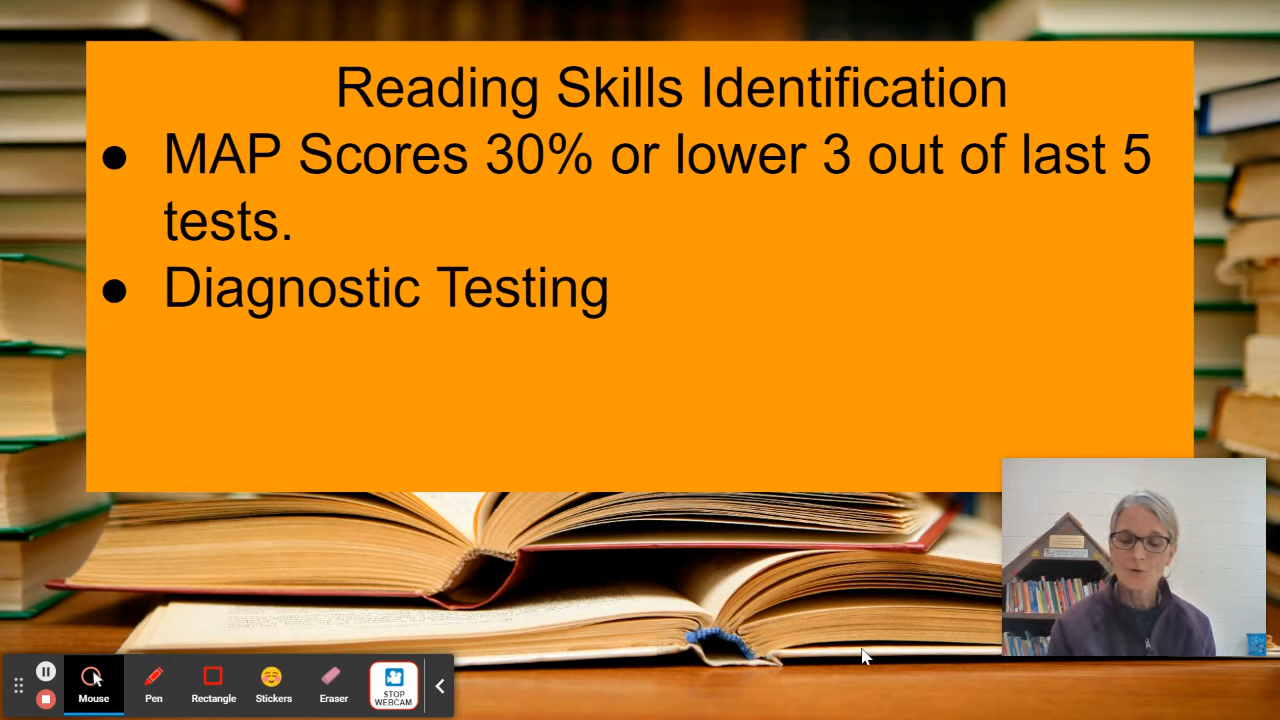 Reading Skills Identification
● MAP Scores 30% or lower 3 out of last 5
tests.
● Diagnostic Testing
Mouse
Pen
Rectangle
Stickers
Eraser
STOP
WEBCAM